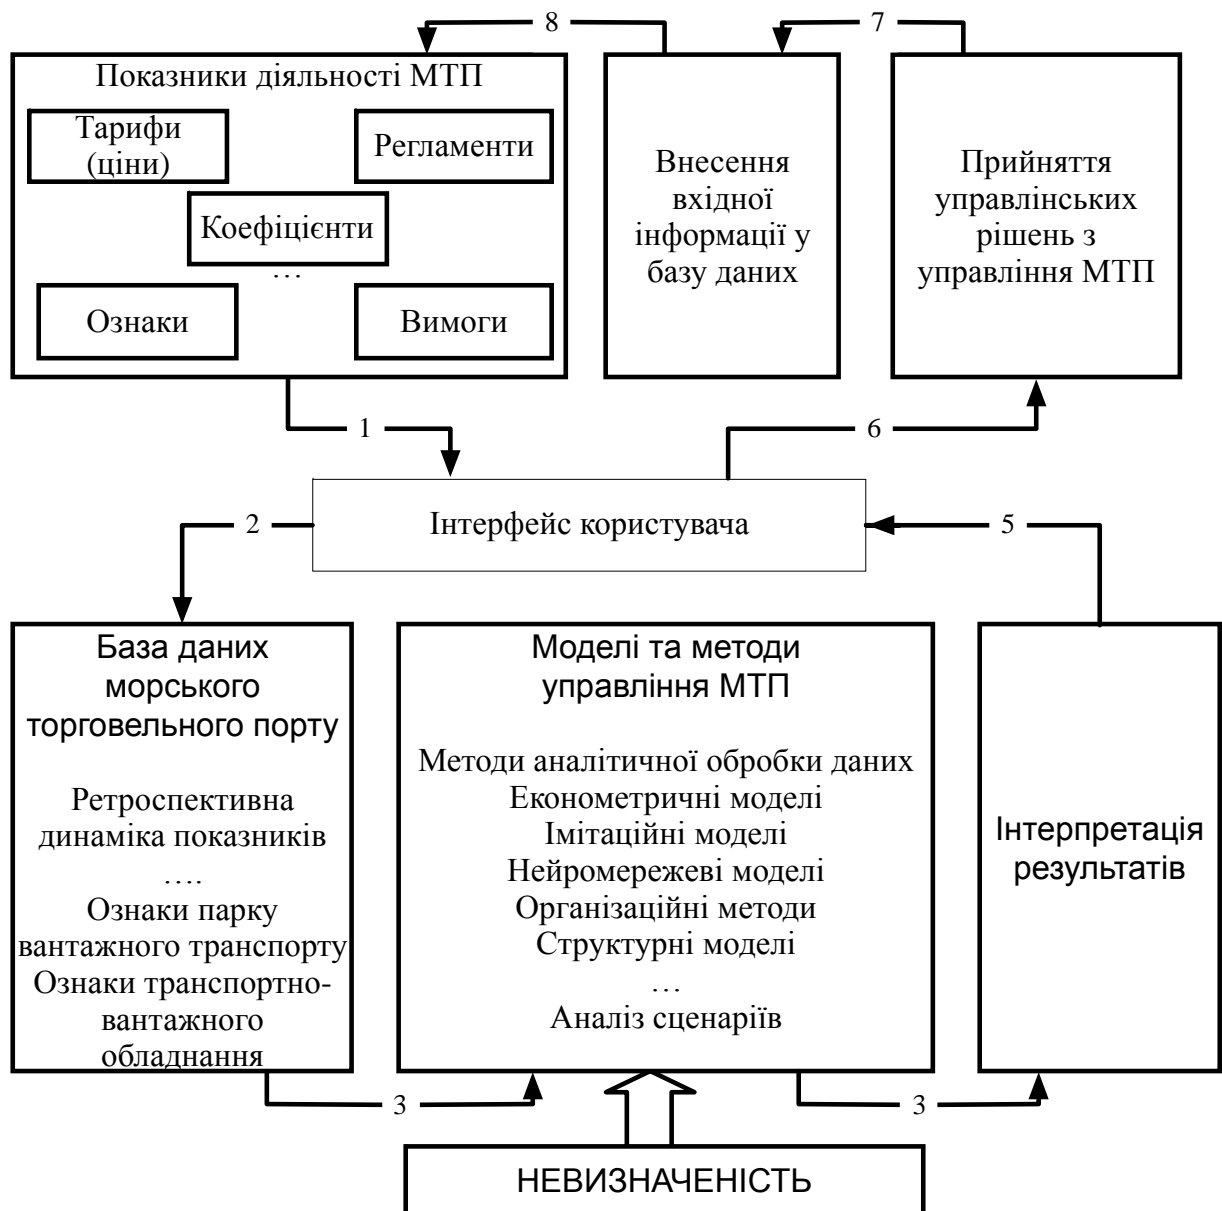 8
7
Показники діяльності МТП
Тарифи
(ціни)
Регламенти
Коефіцієнти
…
Ознаки
Вимоги
Внесення
вхідної
інформації у
базу даних
Прийняття
управлінських
рішень з
управління МТП
1
6
Інтерфейс користувача
2
5
База даних
морського
торговельного порту
Ретроспективна
динаміка показників
….
Ознаки парку
вантажного транспорту
Ознаки транспортно-
вантажного
обладнання
Моделі та методи
управління МТП
Методи аналітичної обробки даних
Економетричні моделі
Імітаційні моделі
Нейромережеві моделі
Організаційні методи
Структурні моделі
…
Аналіз сценаріїв
Інтерпретація
результатів
3
3
НЕВИЗНАЧЕНІСТЬ